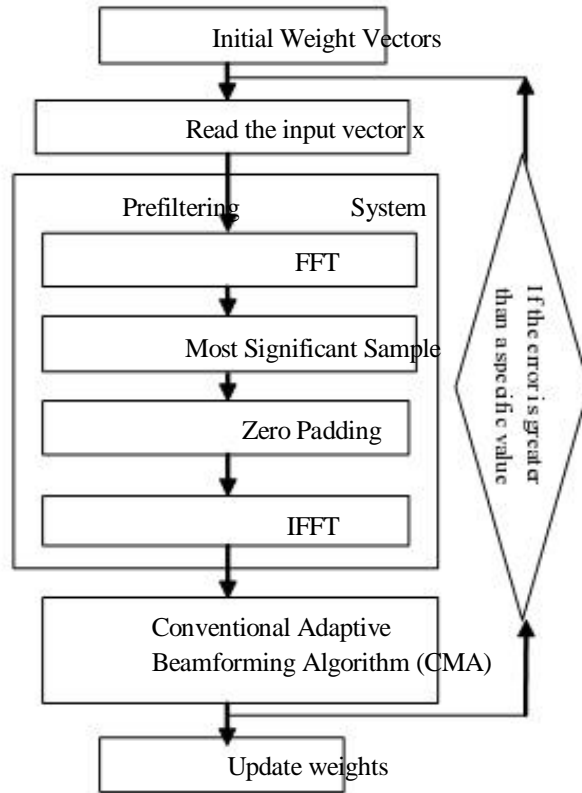 Initial Weight Vectors
Read the input vector x
Prefiltering System
FFT
Most Significant Sample
Zero Padding
IFFT
Conventional Adaptive
Beamforming Algorithm (CMA)
Update weights
If the error is greater
than a specific value